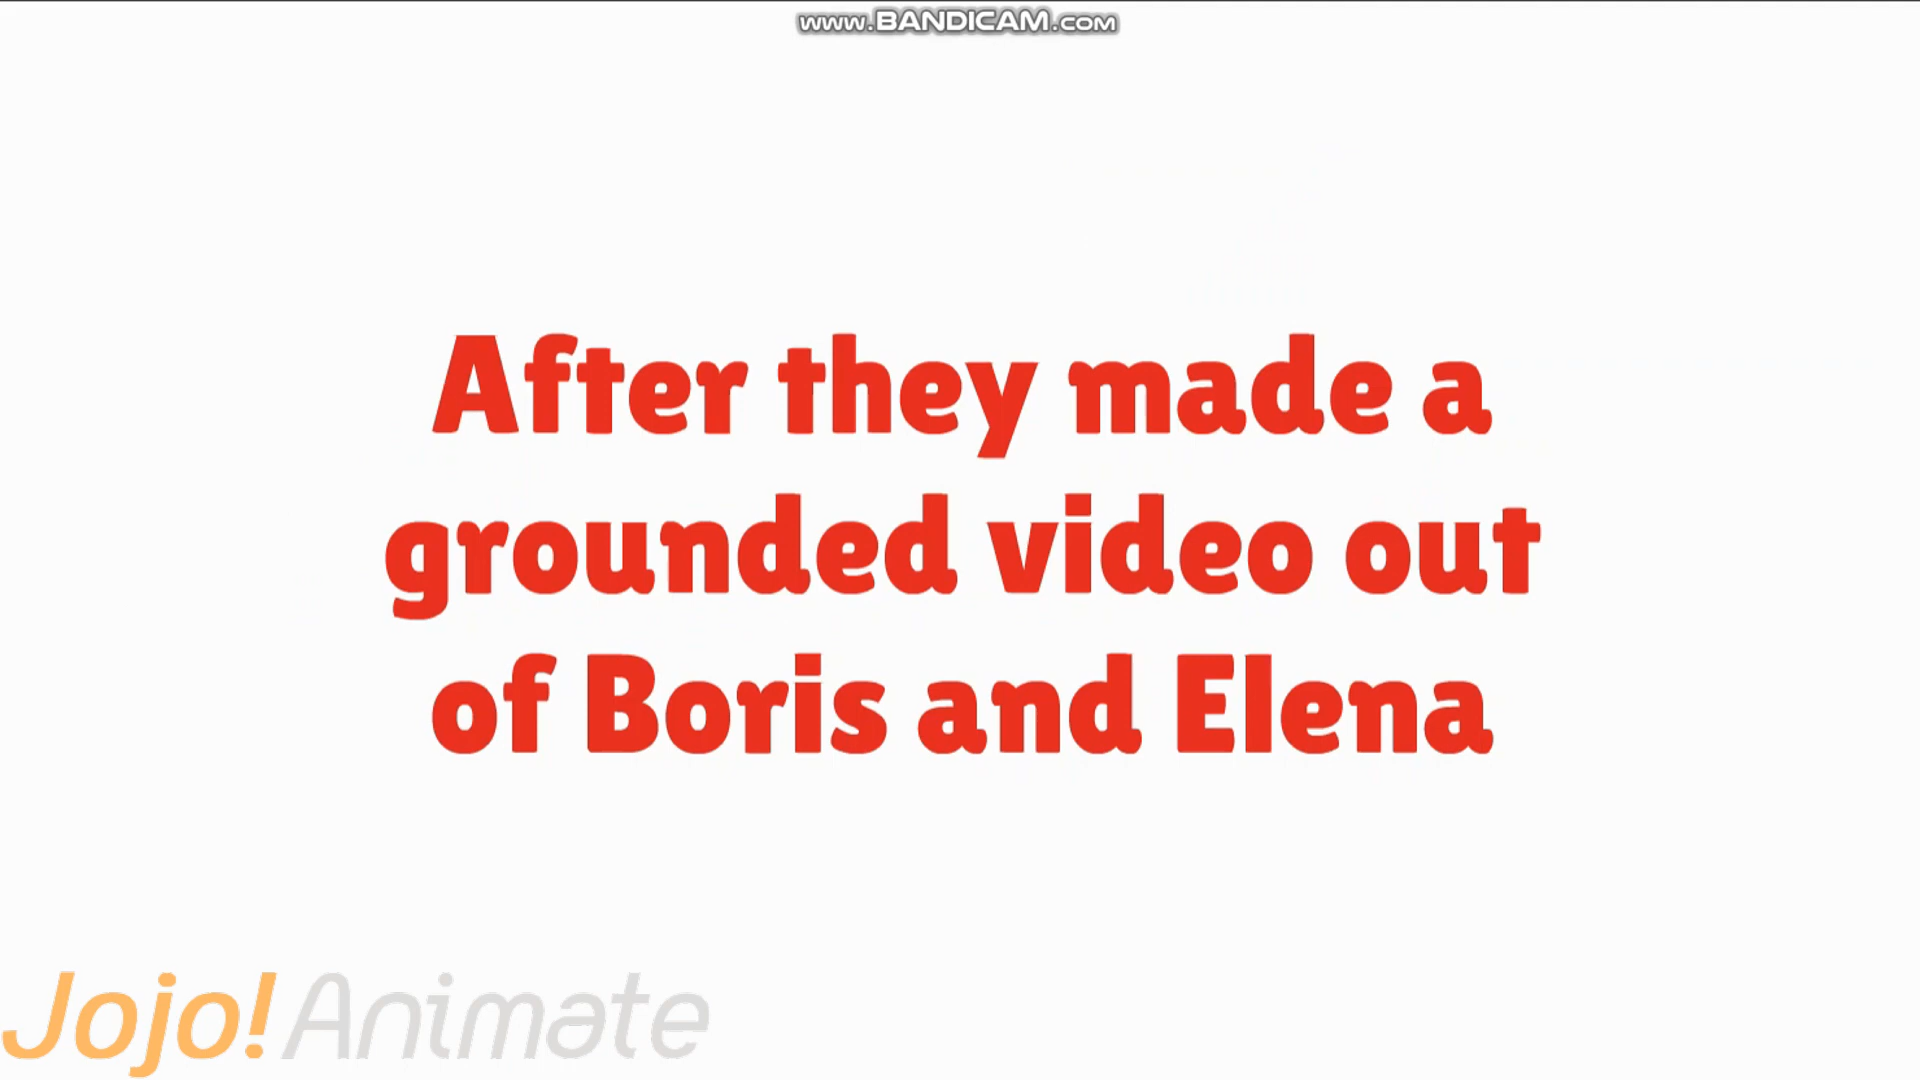 www.BANDICAM.com
After they made a
grounded video out
of Boris and Elena
Jojo!Animate